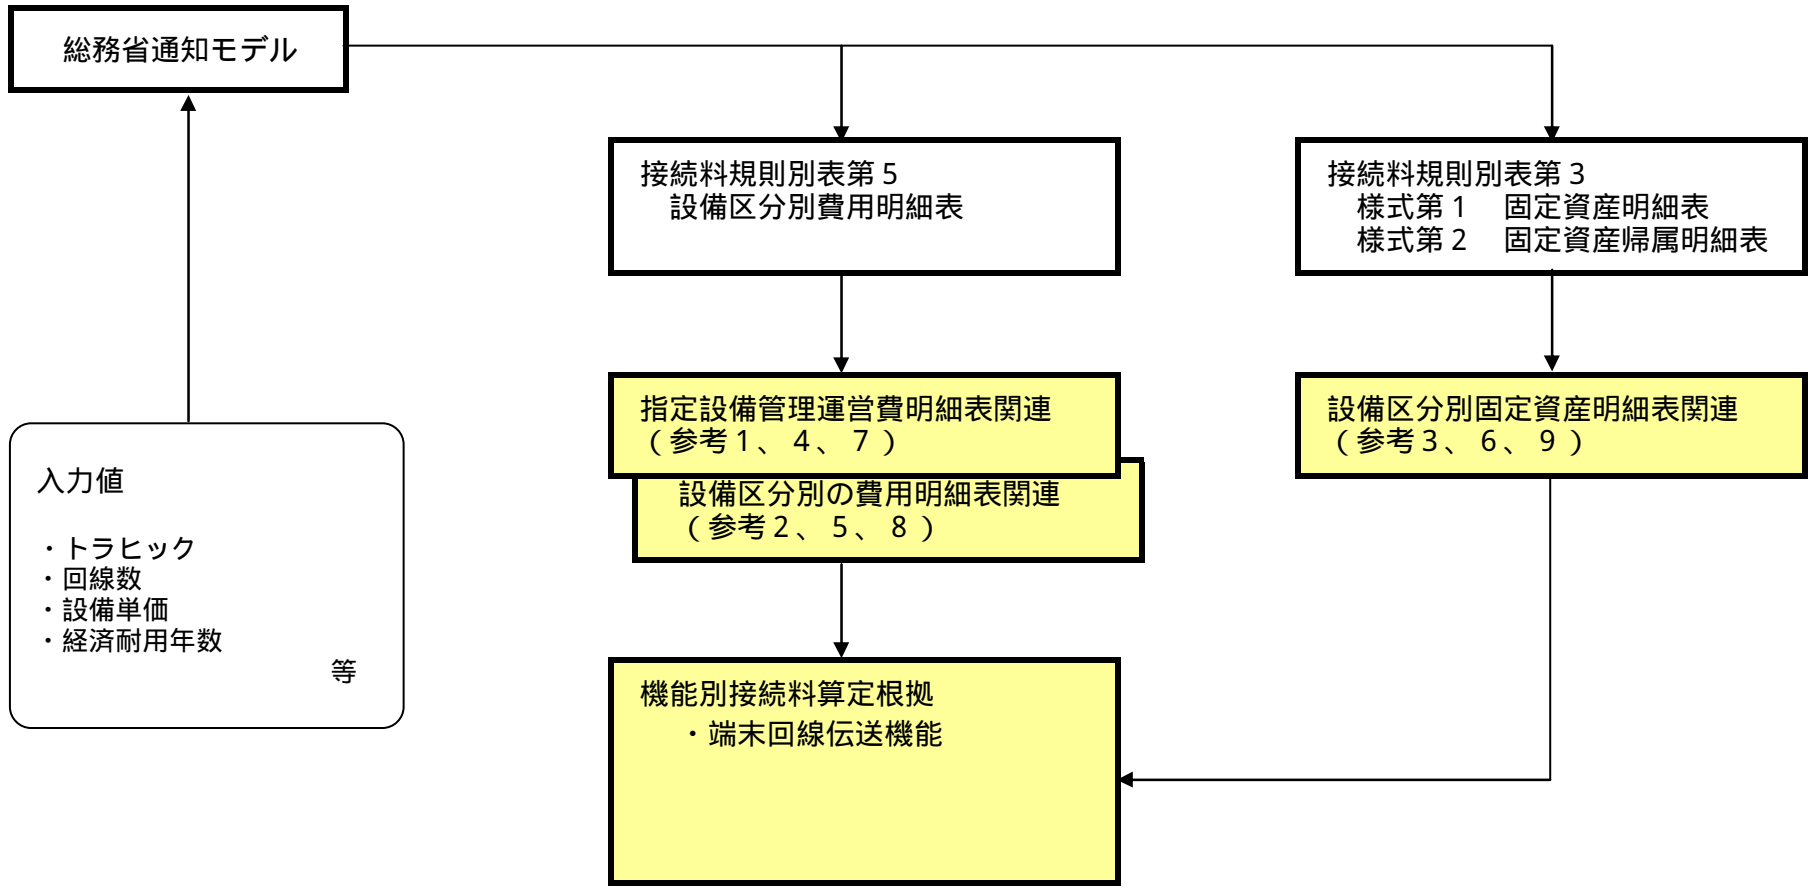 総務省通知モデル
接続料規則別表第５
設備区分別費用明細表
接続料規則別表第３
様式第１　固定資産明細表
様式第２　固定資産帰属明細表
指定設備管理運営費明細表関連
（参考１、４、７）
設備区分別の費用明細表関連
（参考２、５、８）
設備区分別固定資産明細表関連
（参考３、６、９）
入力値
・トラヒック
・回線数
・設備単価
・経済耐用年数
等
機能別接続料算定根拠
・端末回線伝送機能